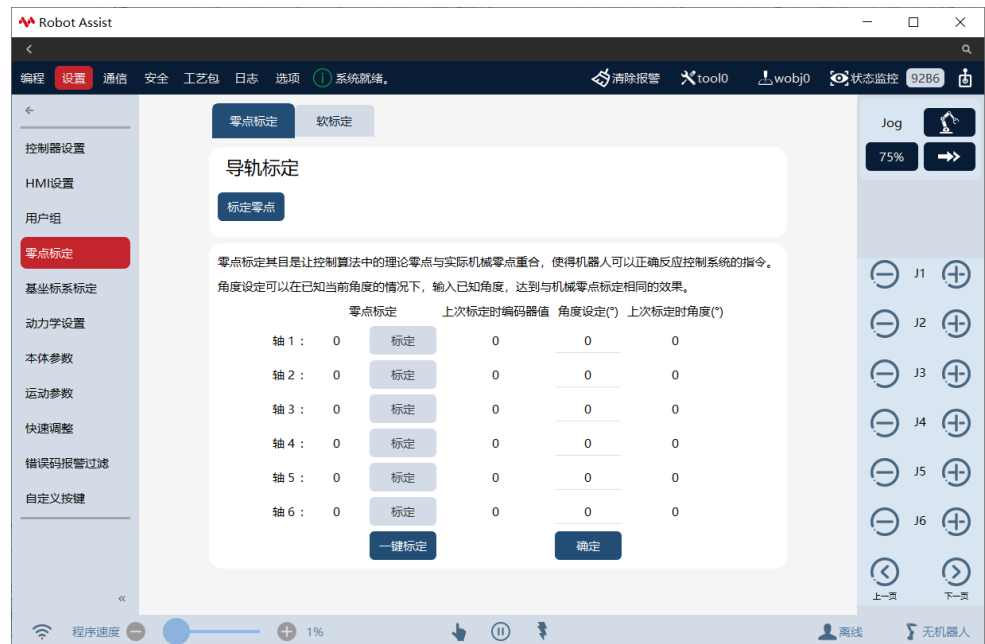 Robot Assist
编程 设置 通信 安全 工艺包 日志 选项 系统就绪。 清除报警 tool0 wobj0 状态监控 92B6
控制器设置
HMI设置
用户组
零点标定
基坐标系标定
动力学设置
本体参数
运动参数
快速调整
错误码报警过滤
自定义按键
零点标定 软标定
导轨标定
标定零点
零点标定其目是让控制算法中的理论零点与实际机械零点重合，使得机器人可以正确反应控制系统的指令。
角度设定可以在已知当前角度的情况下，输入已知角度，达到与机械零点标定相同的效果。
零点标定 上次标定时编码器值 角度设定(°) 上次标定时角度(°)
轴 1： 0 标定 0 0 0
轴 2： 0 标定 0 0 0
轴 3： 0 标定 0 0 0
轴 4： 0 标定 0 0 0
轴 5： 0 标定 0 0 0
轴 6： 0 标定 0 0 0
一键标定 确定
Jog
75%
J1
J2
J3
J4
J5
J6
上一页 下一页
程序速度 1% 离线 无机器人